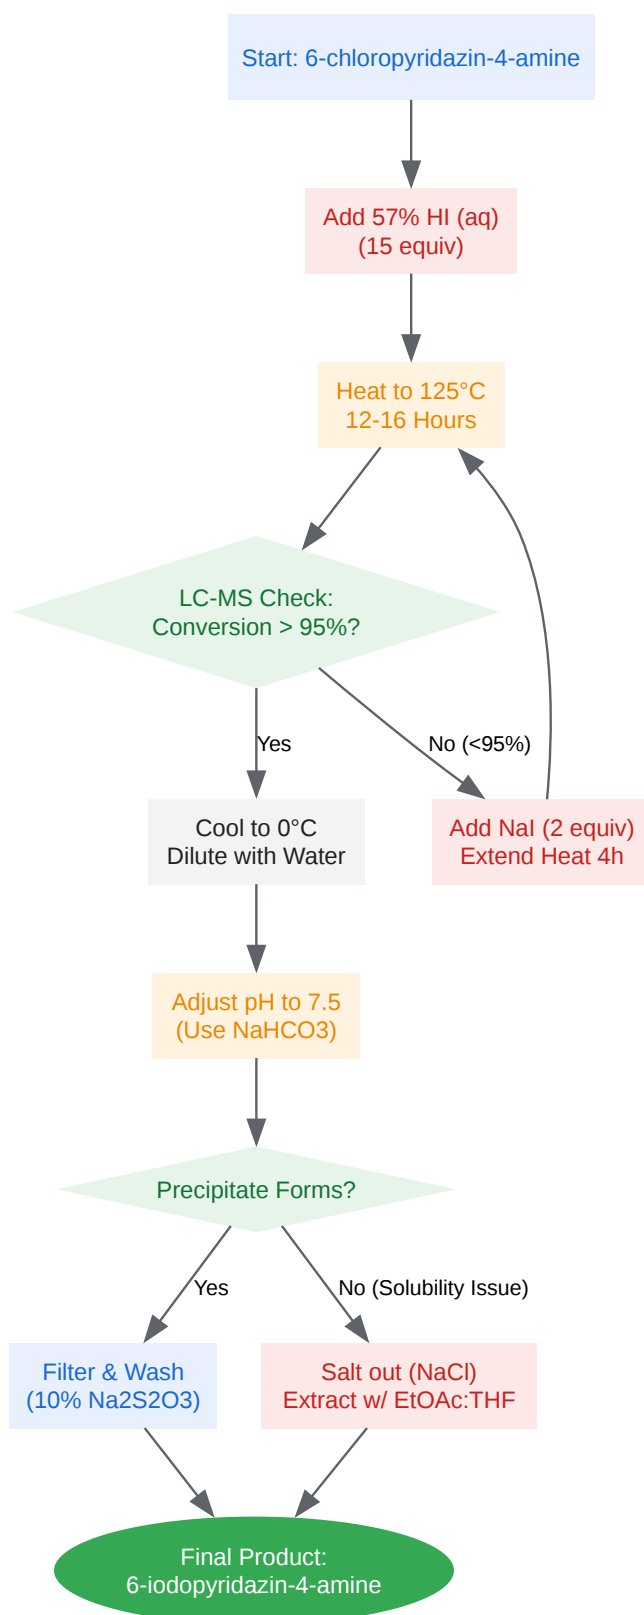 Start: 6-chloropyridazin-4-amine
Add 57% HI (aq)
(15 equiv)
Heat to 125°C
12-16 Hours
LC-MS Check:
Conversion > 95%?
Yes
No (<95%)
Cool to 0°C
Dilute with Water
Add NaI (2 equiv)
Extend Heat 4h
Adjust pH to 7.5
(Use NaHCO3)
Precipitate Forms?
Yes
No (Solubility Issue)
Filter & Wash
(10% Na2S2O3)
Salt out (NaCl)
Extract w/ EtOAc:THF
Final Product:
6-iodopyridazin-4-amine